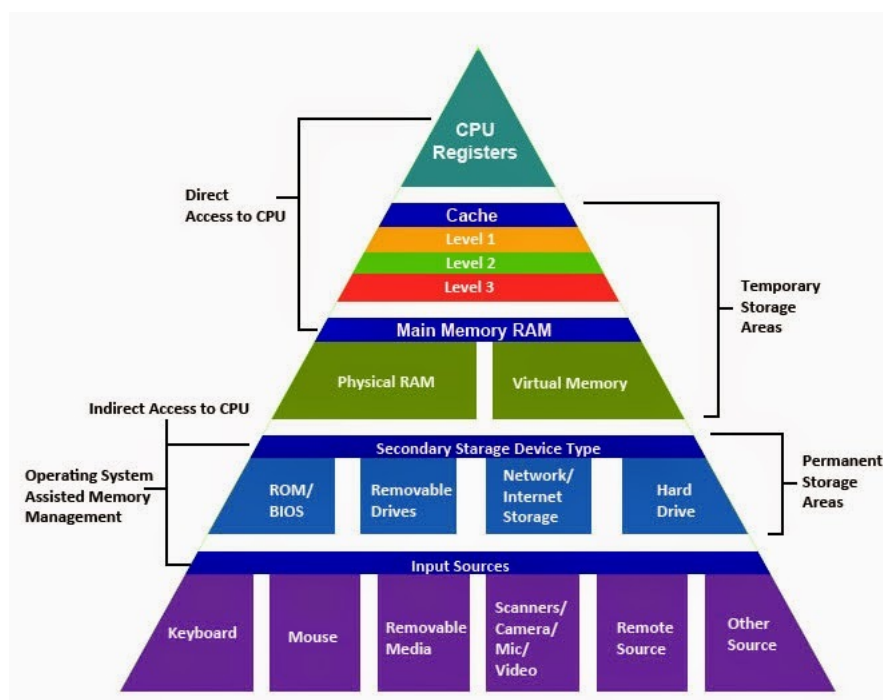 CPU
Registers
Direct
Access to CPU
Cache
Level 1
Level 2
Level 3
Temporary
Storage
Areas
Main Memory RAM
Physical RAM
Virtual Memory
Indirect Access to CPU
Secondary Starage Device Type
Operating System
Assisted Memory
Management
ROM/
BIOS
Removable
Drives
Network/
Internet
Storage
Hard
Drive
Permanent
Storage
Areas
Input Sources
Keyboard
Mouse
Removable
Media
Scanners/
Camera/
Mic/
Video
Remote
Source
Other
Source